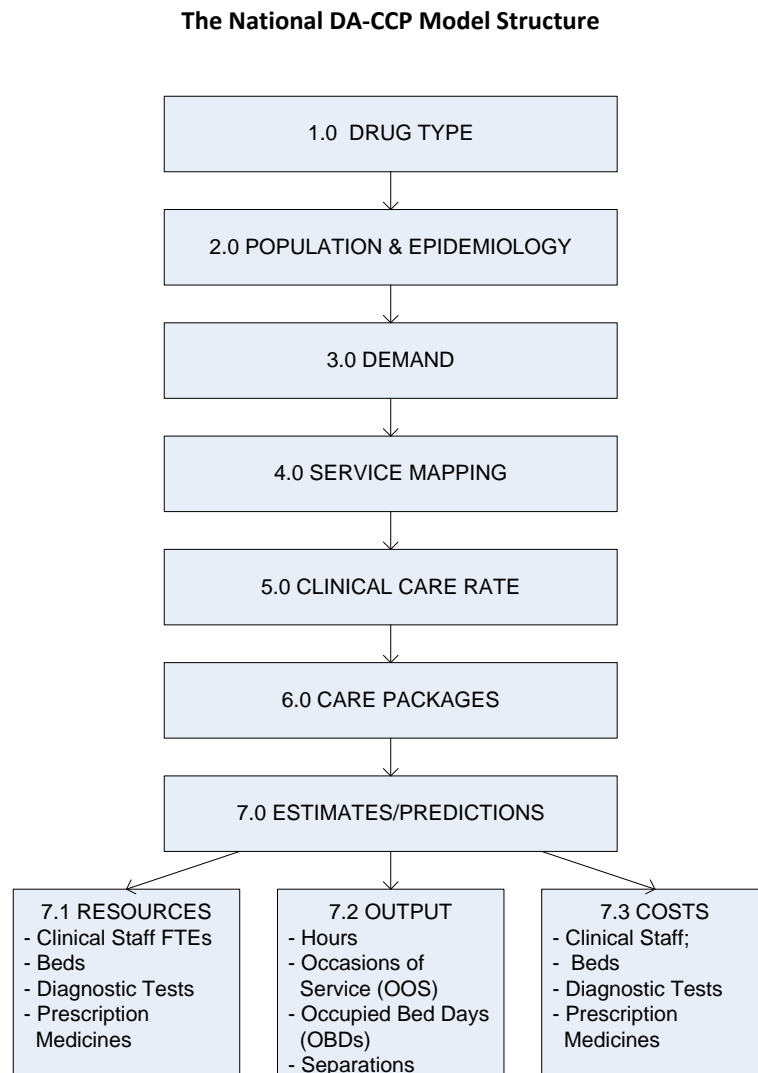 The National DA-CCP Model Structure
1.0 DRUG TYPE
2.0 POPULATION & EPIDEMIOLOGY
3.0 DEMAND
4.0 SERVICE MAPPING
5.0 CLINICAL CARE RATE
6.0 CARE PACKAGES
7.0 ESTIMATES/PREDICTIONS
7.1 RESOURCES
- Clinical Staff FTEs
- Beds
- Diagnostic Tests
- Prescription
Medicines
7.2 OUTPUT
- Hours
- Occasions of
Service (OOS)
- Occupied Bed Days
(OBDs)
- Separations
7.3 COSTS
- Clinical Staff;
- Beds
- Diagnostic Tests
- Prescription
Medicines